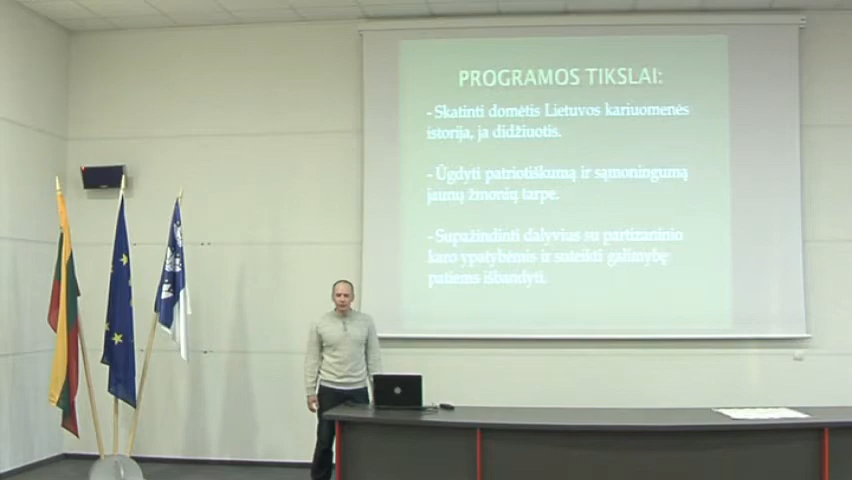 PROGRAMOS TIKSLAI:
- Skatinti domėtis Lietuvos kariuomenės
istorija, ja didžiuotis.
- Ūgdyti patriotiškumą ir sąmoningumą
jaunų žmonių tarpe.
- Supažindinti dalyvius su partizaninio
karo ypatybėmis ir suteikti galimybę
patiems išbandyti.